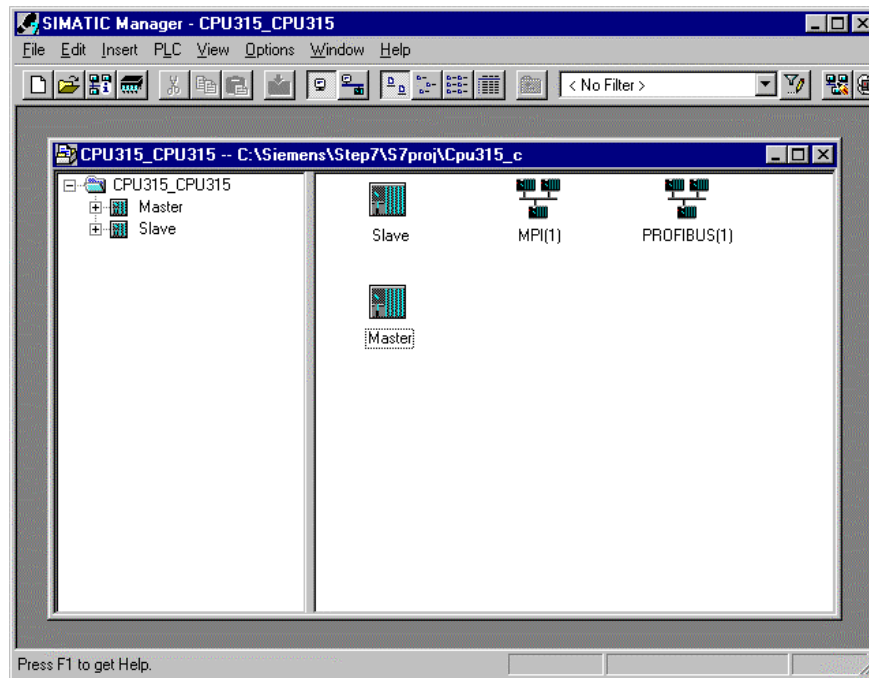 SIMATIC Manager - CPU315_CPU315
File Edit Insert PLC View Options Window Help
< No Filter >
CPU315_CPU315 -- C:\Siemens\Step7\S7proj\Cpu315_c
CPU315_CPU315
Master
Slave
Slave
MPI(1)
PROFIBUS(1)
Master
Press F1 to get Help.